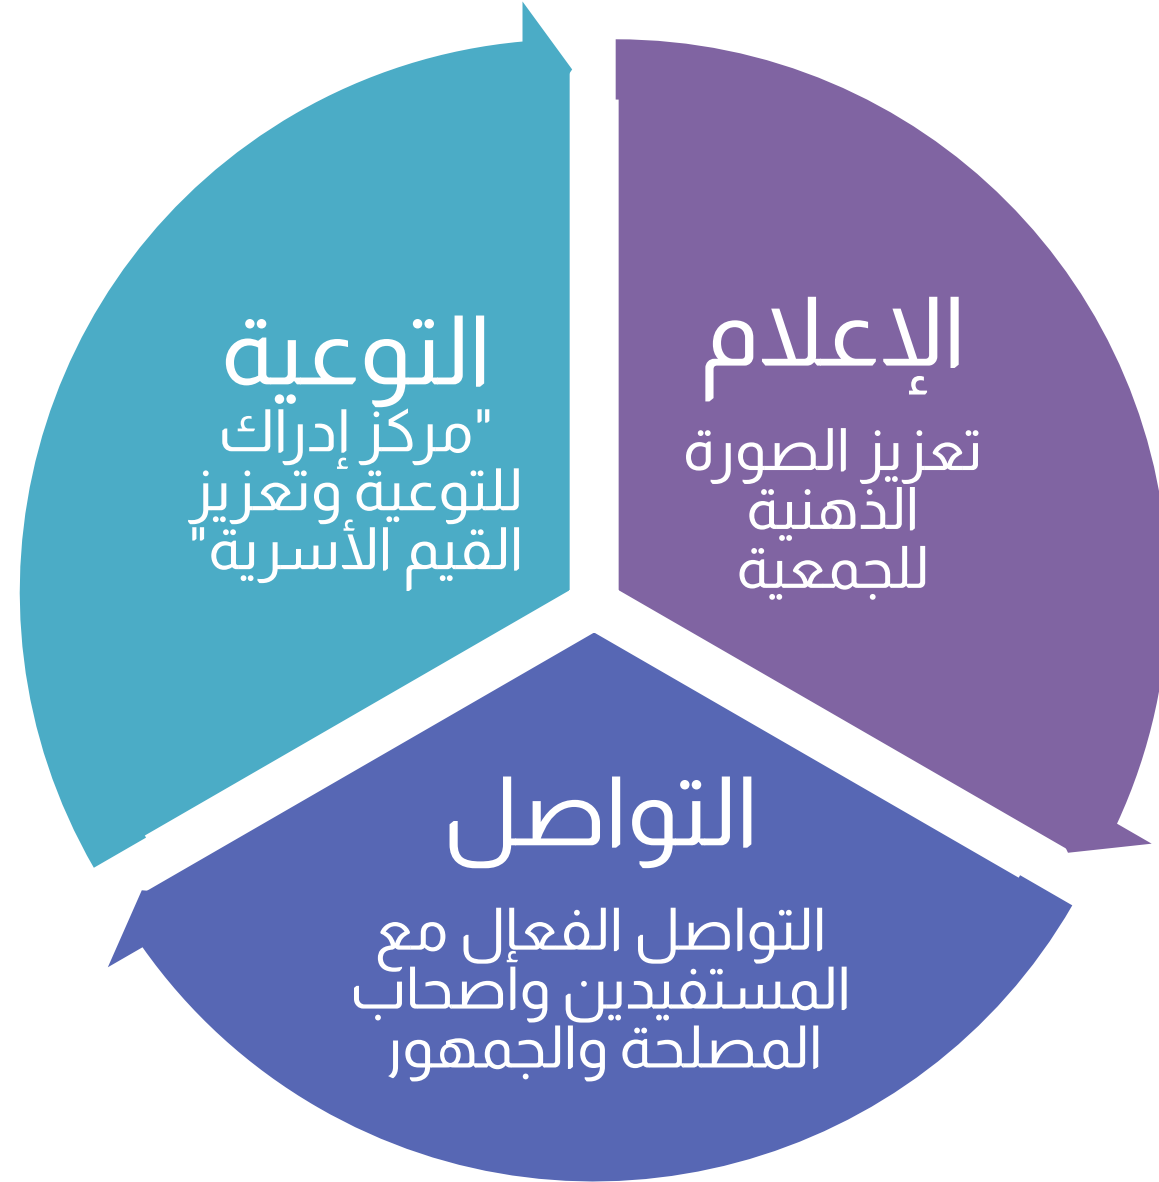 الإعلام
تعزيز الصورة
الذهنية
للجمعية
التواصل
التواصل الفعإل مع
المستفيدين وأصحاب
المصلحة والجمهور
التوعية
"مركز إدراك
للتوعية وتعزيز
القيم الأسرية"